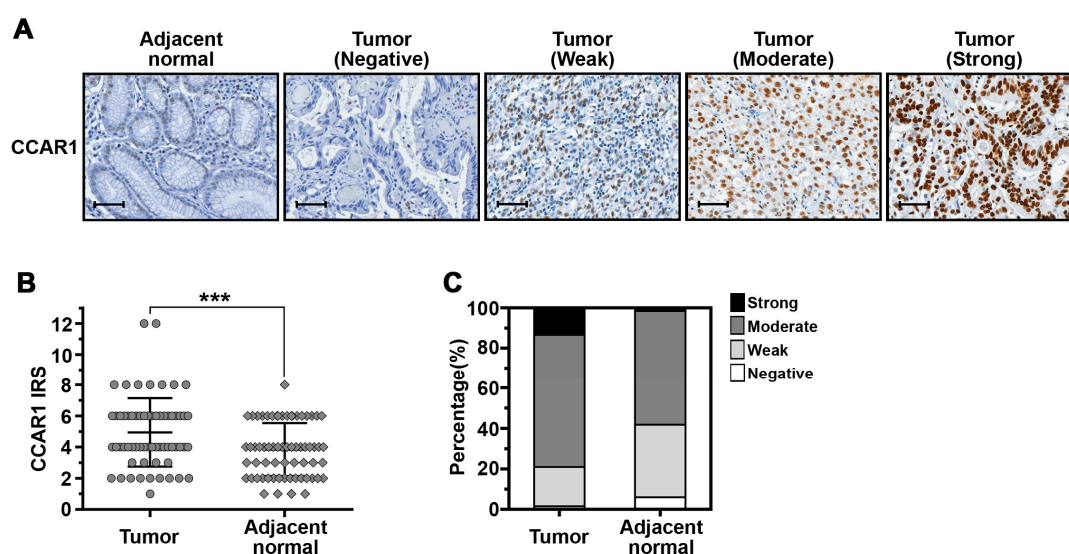 A
Adjacent
normal
Tumor
(Negative)
Tumor
(Weak)
Tumor
(Moderate)
Tumor
(Strong)
CCAR1
B
***
CCAR1 IRS
12
10
8
6
4
2
0
Tumor
Adjacent
normal
C
Percentage(%)
100
80
60
40
20
0
Tumor
Adjacent
normal
Strong
Moderate
Weak
Negative